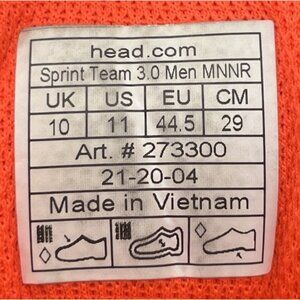 head.com
Sprint Team 3.0 Men MNNR
UK US EU CM
10 11 44.5 29
Art. # 273300
21-20-04
Made in Vietnam